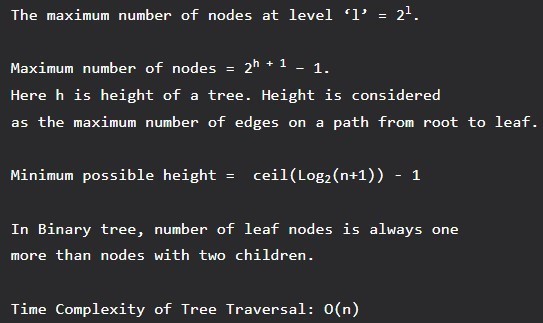 The maximum number of nodes at level ‘l’ = 2ˡ.
Maximum number of nodes = 2ʰ ⁺ ¹ – 1.
Here h is height of a tree. Height is considered
as the maximum number of edges on a path from root to leaf.
Minimum possible height = ceil(Log₂(n+1)) - 1
In Binary tree, number of leaf nodes is always one
more than nodes with two children.
Time Complexity of Tree Traversal: O(n)